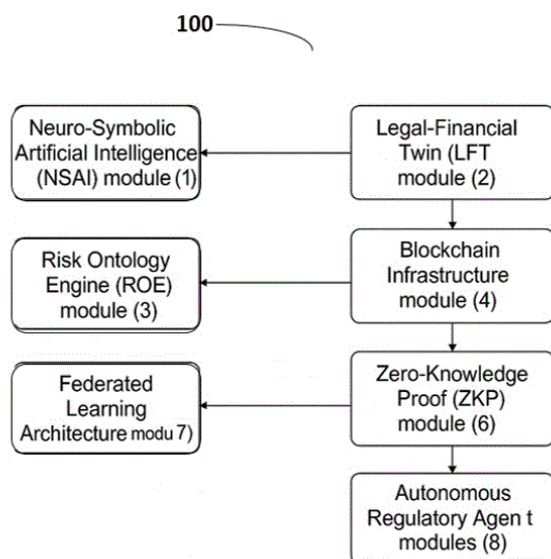 100
Neuro-Symbolic
Artificial Intelligence
(NSAI) module (1)
Legal-Financial
Twin (LFT
module (2)
Risk Ontology
Engine (ROE)
module (3)
Blockchain
Infrastructure
module (4)
Federated
Learning
Architecture modu 7)
Zero-Knowledge
Proof (ZKP)
module (6)
Autonomous
Regulatory Agen t
modules (8)